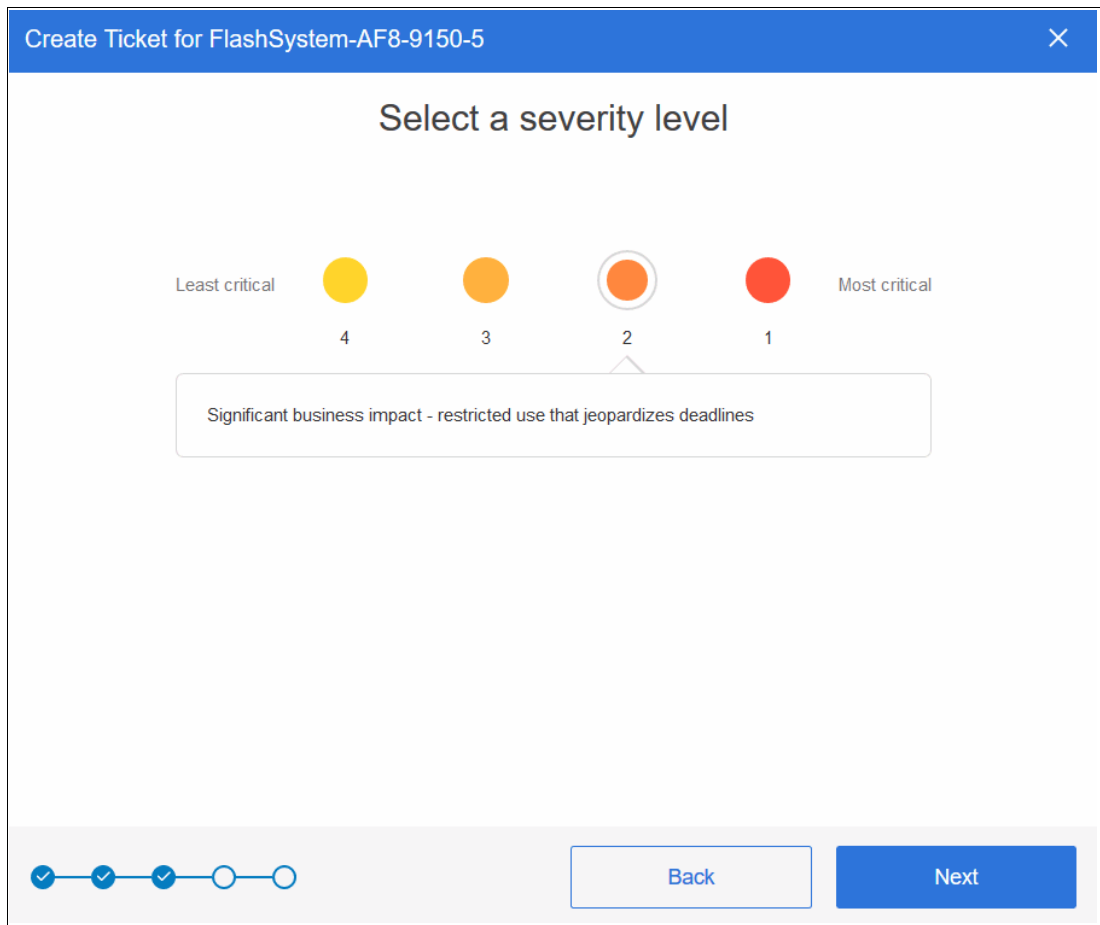 Create Ticket for FlashSystem-AF8-9150-5
Select a severity level
Least critical
Most critical
4 3 2 1
Significant business impact - restricted use that jeopardizes deadlines
Back
Next